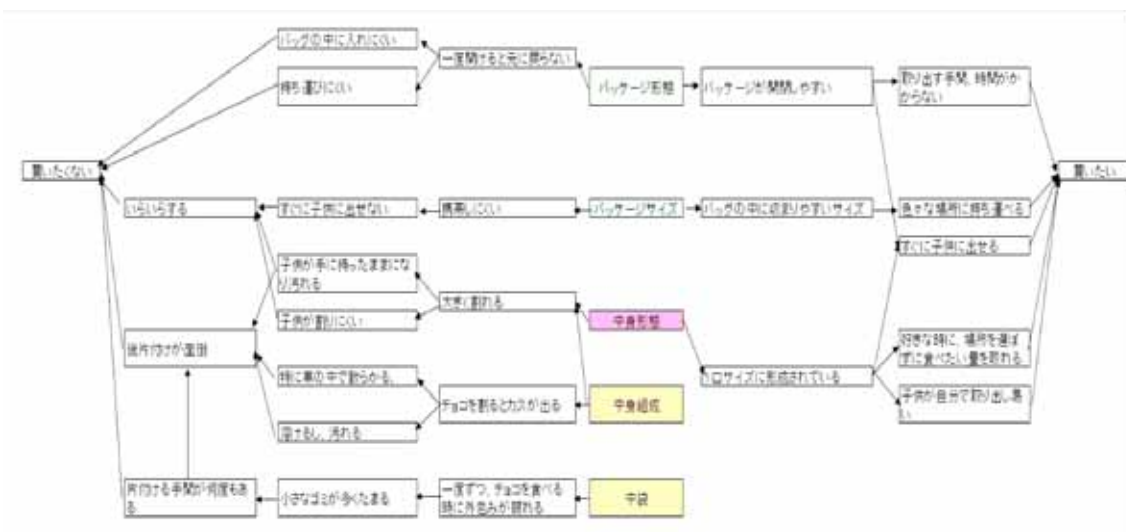 バッグの中に入れにくい
持ち運びにくい
一度開けると元に戻らない
パッケージ形態
パッケージが開閉しやすい
取り出す手間、時間がか
からない
買いたくない
買いたい
いらいらする
すぐに子供に出せない
携帯しにくい
パッケージサイズ
バッグの中に収まりやすいサイズ
色々な場所に持ち運べる
すぐに子供に出せる
子供が手に持ったままにな
り汚れる
子供が割りにくい
大きく割れる
中身形態
後片付けが面倒
一口サイズに形成されている
好きな時に、場所を選ば
ずに食べたい量を取れる
特に車の中で散らかる、
溶けるし、汚れる
チョコを割るとカスが出る
中身組成
子供が自分で取り出し易
い
片付ける手間が何度もあ
る
小さなゴミが多くたまる
一度ずつ、チョコを食べる
時に外包みが
中袋